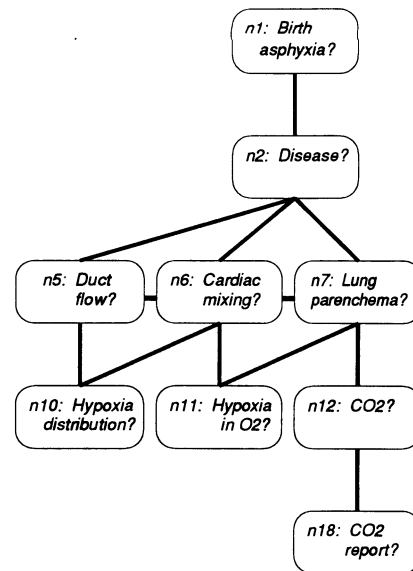 n1: Birth
asphyxia?
n2: Disease?
n5: Duct
flow?
n6: Cardiac
mixing?
n7: Lung
parenchema?
n10: Hypoxia
distribution?
n11: Hypoxia
in O2?
n12: CO2?
n18: CO2
report?